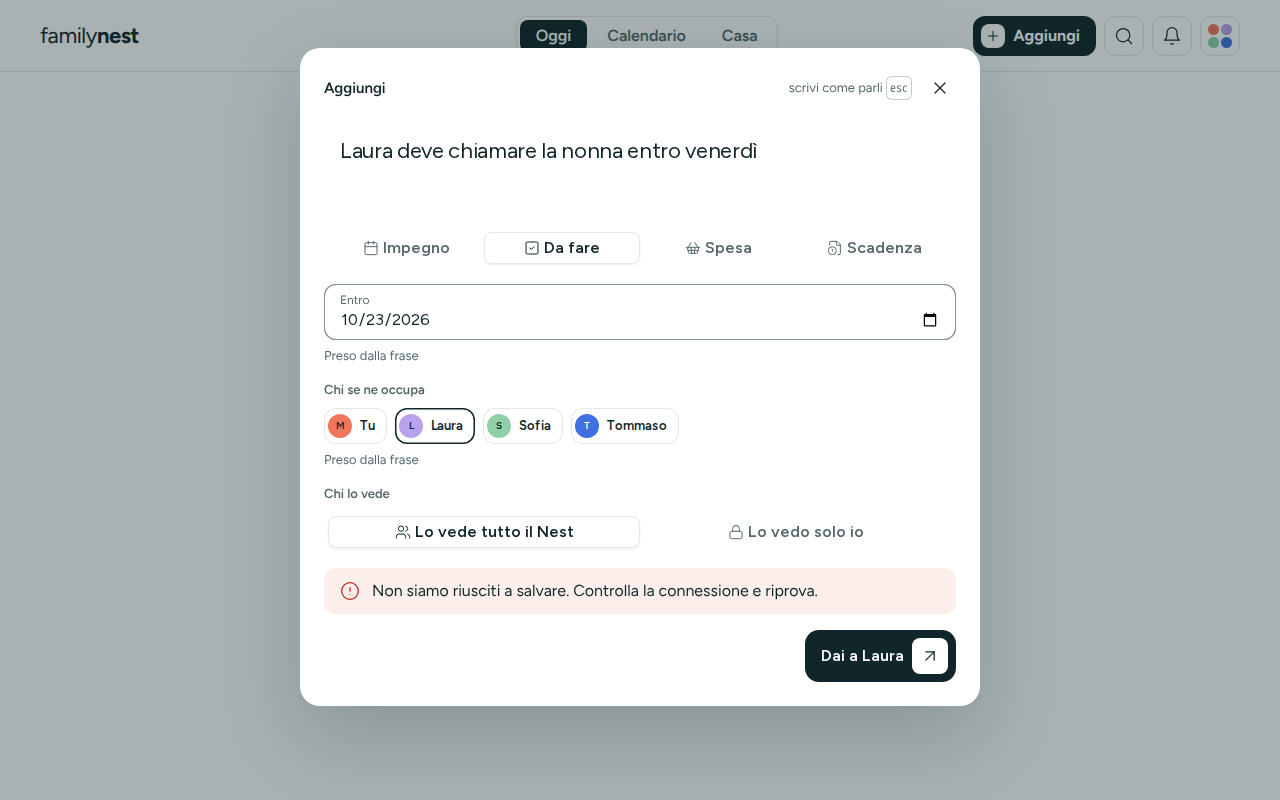 familynest
Oggi Calendario Casa
Aggiungi
Aggiungi
scrivi come parli esc
Laura deve chiamare la nonna entro venerdì
Impegno Da fare Spesa Scadenza
Entro
10/23/2026
Preso dalla frase
Chi se ne occupa
M Tu L Laura S Sofia T Tommaso
Preso dalla frase
Chi lo vede
Lo vede tutto il Nest Lo vedo solo io
Non siamo riusciti a salvare. Controlla la connessione e riprova.
Dai a Laura